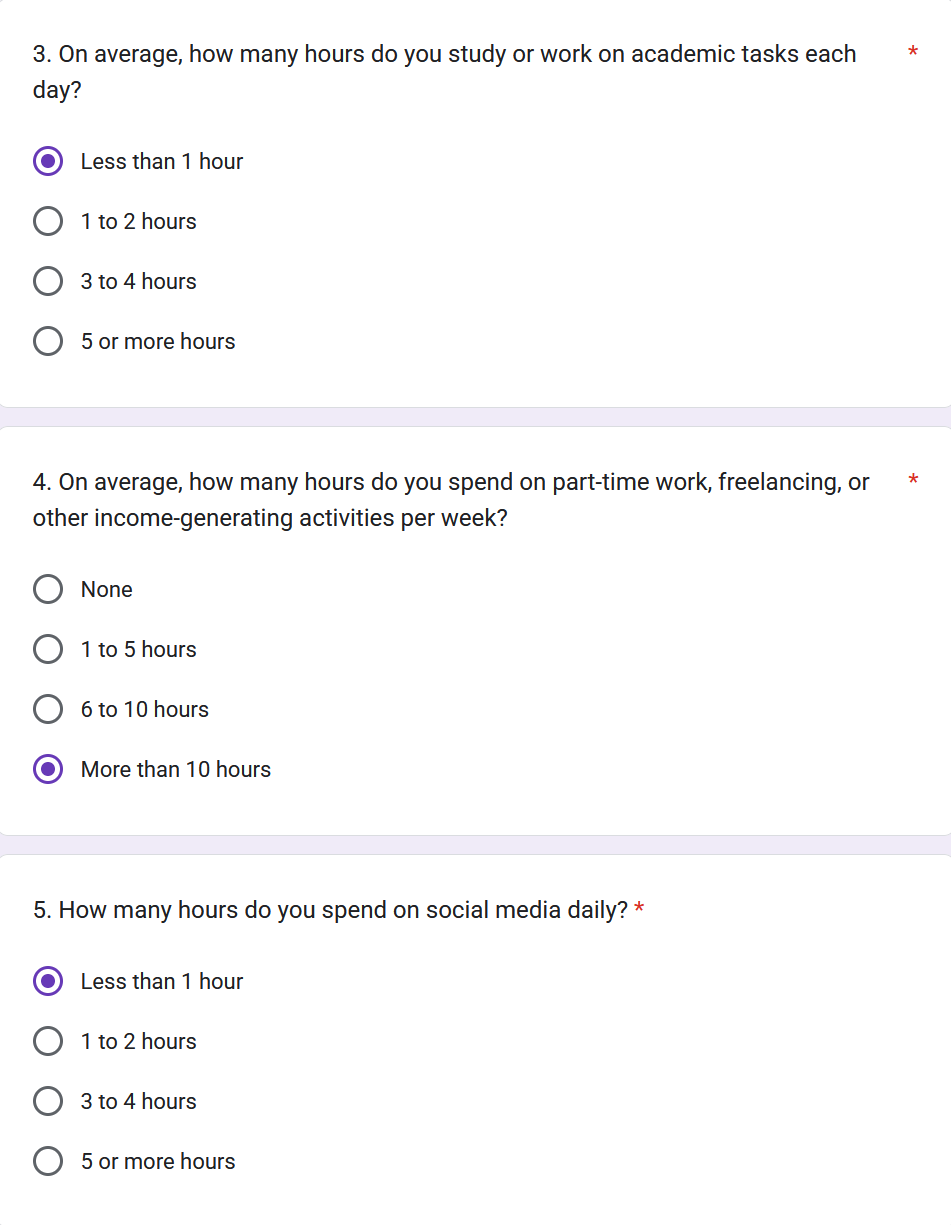 3. On average, how many hours do you study or work on academic tasks each *
day?
Less than 1 hour
1 to 2 hours
3 to 4 hours
5 or more hours
4. On average, how many hours do you spend on part-time work, freelancing, or *
other income-generating activities per week?
None
1 to 5 hours
6 to 10 hours
More than 10 hours
5. How many hours do you spend on social media daily? *
Less than 1 hour
1 to 2 hours
3 to 4 hours
5 or more hours